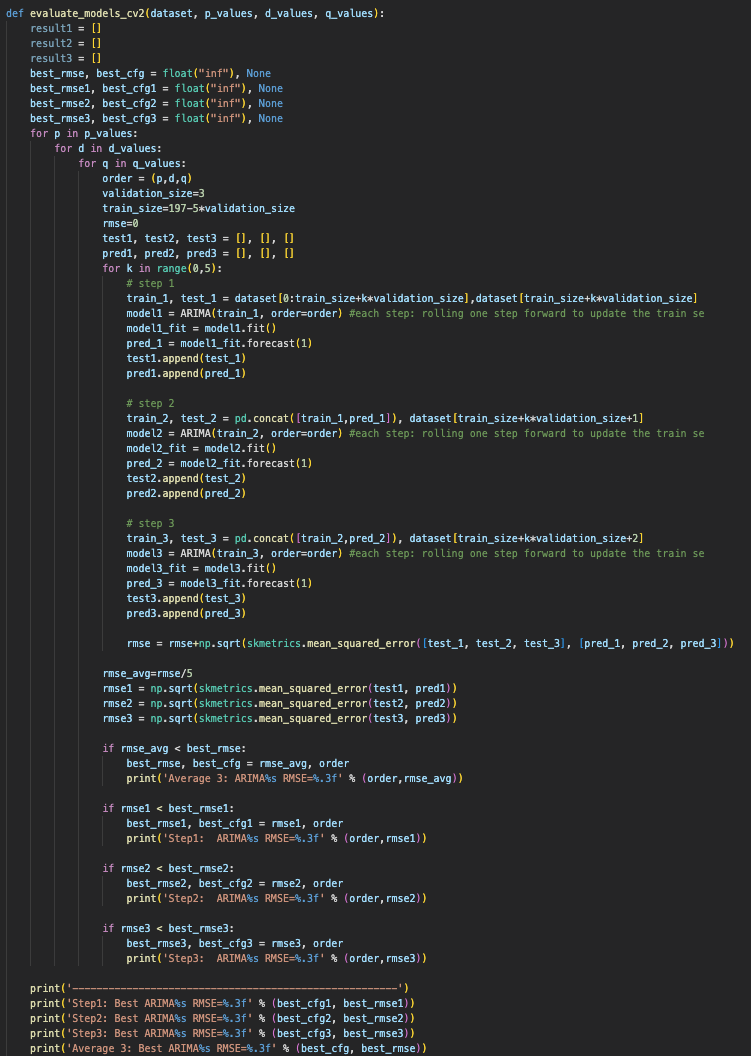 def evaluate_models_cv2(dataset, p_values, d_values, q_values):
    result1 = []
    result2 = []
    result3 = []
    best_rmse, best_cfg = float("inf"), None
    best_rmse1, best_cfg1 = float("inf"), None
    best_rmse2, best_cfg2 = float("inf"), None
    best_rmse3, best_cfg3 = float("inf"), None
    for p in p_values:
        for d in d_values:
            for q in q_values:
                order = (p,d,q)
                validation_size=3
                train_size=197-5*validation_size
                rmse=0
                test1, test2, test3 = [], [], []
                pred1, pred2, pred3 = [], [], []
                for k in range(0,5):
                    # step 1
                    train_1, test_1 = dataset[0:train_size+k*validation_size],dataset[train_size+k*validation_size]
                    model1 = ARIMA(train_1, order=order) #each step: rolling one step forward to update the train se
                    model1_fit = model1.fit()
                    pred_1 = model1_fit.forecast(1)
                    test1.append(test_1)
                    pred1.append(pred_1)

                    # step 2
                    train_2, test_2 = pd.concat([train_1,pred_1]), dataset[train_size+k*validation_size+1]
                    model2 = ARIMA(train_2, order=order) #each step: rolling one step forward to update the train se
                    model2_fit = model2.fit()
                    pred_2 = model2_fit.forecast(1)
                    test2.append(test_2)
                    pred2.append(pred_2)

                    # step 3
                    train_3, test_3 = pd.concat([train_2,pred_2]), dataset[train_size+k*validation_size+2]
                    model3 = ARIMA(train_3, order=order) #each step: rolling one step forward to update the train se
                    model3_fit = model3.fit()
                    pred_3 = model3_fit.forecast(1)
                    test3.append(test_3)
                    pred3.append(pred_3)

                    rmse = rmse+np.sqrt(skmetrics.mean_squared_error([test_1, test_2, test_3], [pred_1, pred_2, pred_3]))

                rmse_avg=rmse/5
                rmse1 = np.sqrt(skmetrics.mean_squared_error(test1, pred1))
                rmse2 = np.sqrt(skmetrics.mean_squared_error(test2, pred2))
                rmse3 = np.sqrt(skmetrics.mean_squared_error(test3, pred3))

                if rmse_avg < best_rmse:
                    best_rmse, best_cfg = rmse_avg, order
                    print('Average 3: ARIMA%s RMSE=%.3f' % (order,rmse_avg))

                if rmse1 < best_rmse1:
                    best_rmse1, best_cfg1 = rmse1, order
                    print('Step1:  ARIMA%s RMSE=%.3f' % (order,rmse1))

                if rmse2 < best_rmse2:
                    best_rmse2, best_cfg2 = rmse2, order
                    print('Step2:  ARIMA%s RMSE=%.3f' % (order,rmse2))

                if rmse3 < best_rmse3:
                    best_rmse3, best_cfg3 = rmse3, order
                    print('Step3:  ARIMA%s RMSE=%.3f' % (order,rmse3))

    print('------------------------------------------------------')
    print('Step1: Best ARIMA%s RMSE=%.3f' % (best_cfg1, best_rmse1))
    print('Step2: Best ARIMA%s RMSE=%.3f' % (best_cfg2, best_rmse2))
    print('Step3: Best ARIMA%s RMSE=%.3f' % (best_cfg3, best_rmse3))
    print('Average 3: Best ARIMA%s RMSE=%.3f' % (best_cfg, best_rmse))